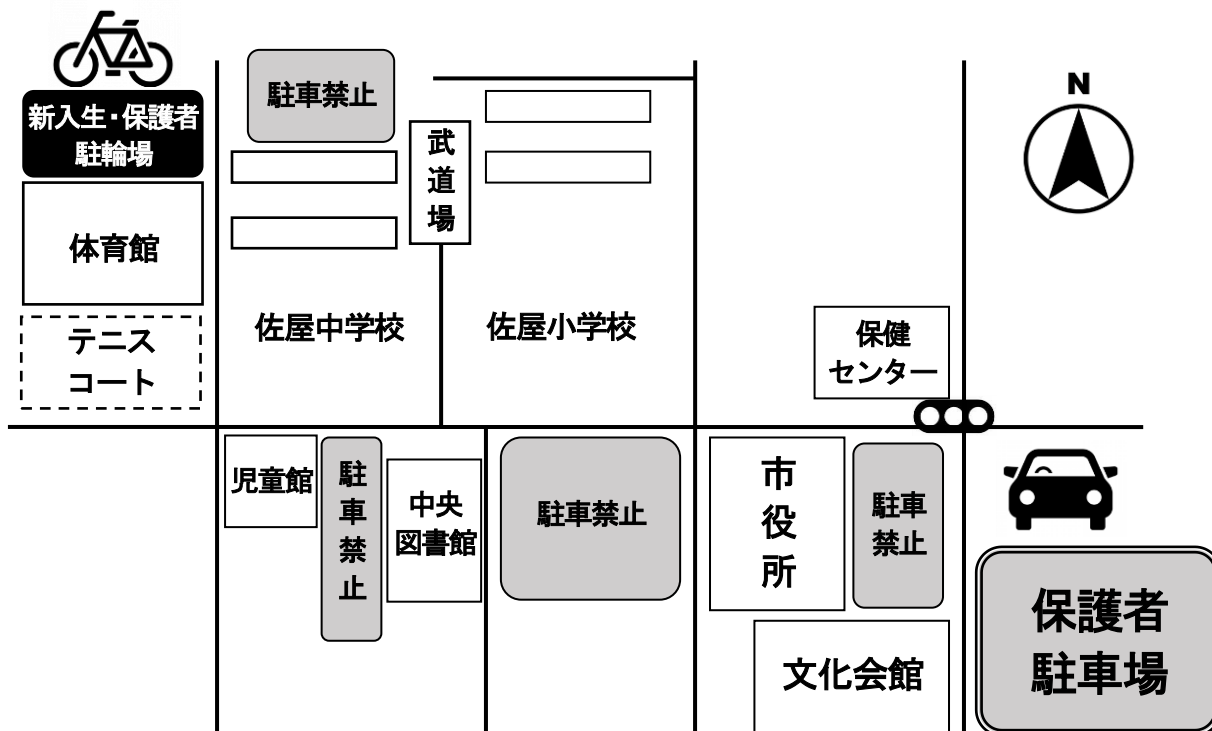 新入生・保護者
駐輪場
体育館
テニス
コート
駐車禁止
武道場
佐屋中学校
佐屋小学校
N
保健
センター
児童館
駐車禁止
中央
図書館
駐車禁止
市役所
駐車
禁止
文化会館
保護者
駐車場